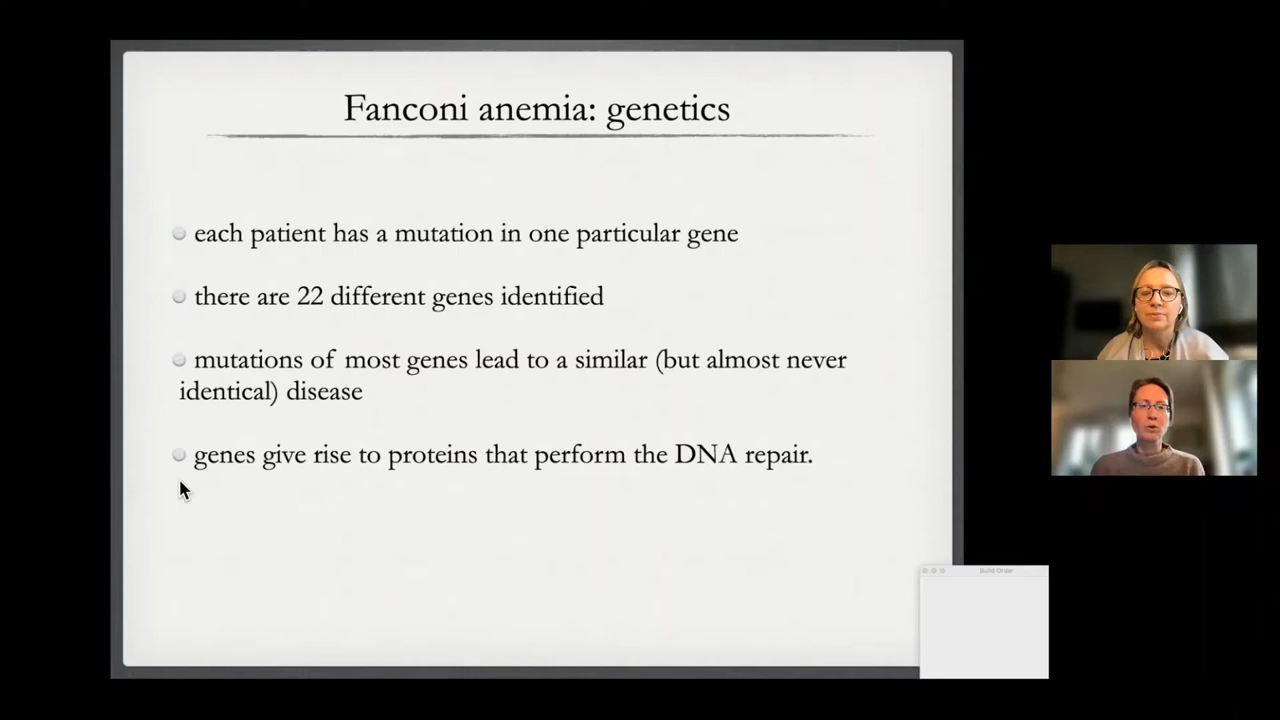 Fanconi anemia: genetics
each patient has a mutation in one particular gene
there are 22 different genes identified
mutations of most genes lead to a similar (but almost never
identical) disease
genes give rise to proteins that perform the DNA repair.
Build Order